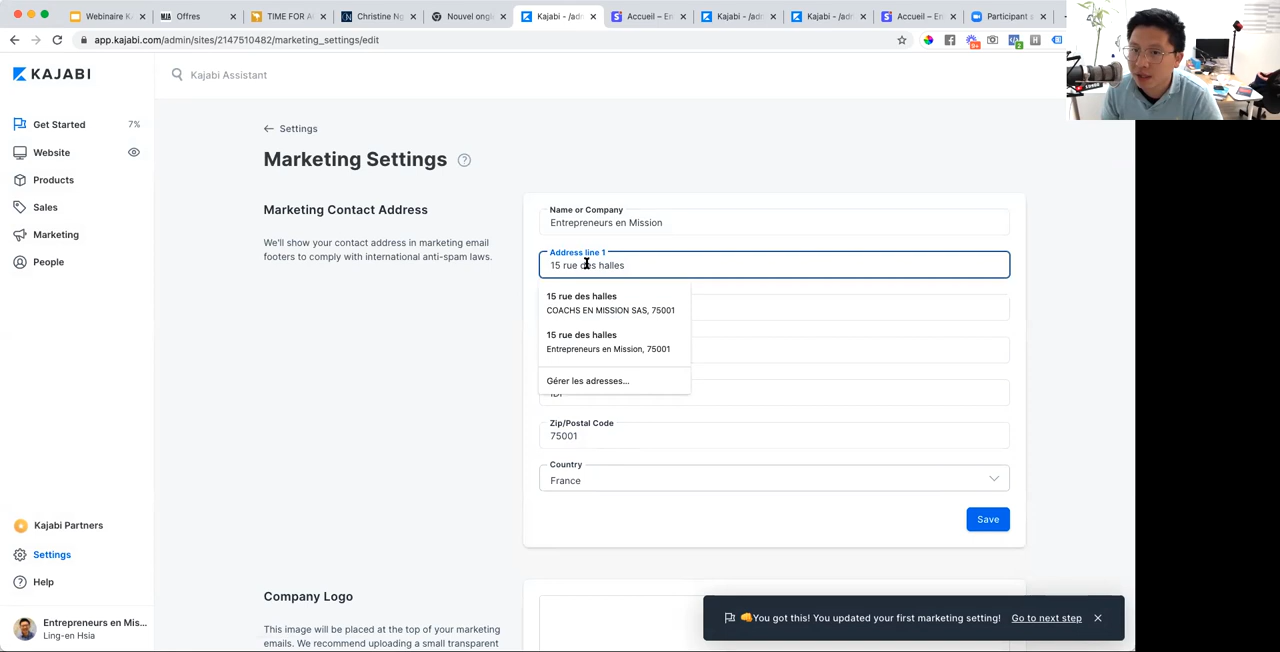 Webinaire K
Offres
TIME FOR A
Christine Ng
Nouvel ongl
Kajabi - /adm
Accueil – En
Kajabi - /adm
Kajabi - /adm
Accueil – En
Participant
app.kajabi.com/admin/sites/2147510482/marketing_settings/edit
KAJABI
Kajabi Assistant
Get Started
7%
Website
Products
Sales
Marketing
People
Settings
Marketing Settings
Marketing Contact Address
We'll show your contact address in marketing email
footers to comply with international anti-spam laws.
Name or Company
Entrepreneurs en Mission
Address line 1
15 rue des halles
15 rue des halles
COACHS EN MISSION SAS, 75001
15 rue des halles
Entrepreneurs en Mission, 75001
Gérer les adresses...
Zip/Postal Code
75001
Country
France
Save
Company Logo
This image will be placed at the top of your marketing
emails. We recommend uploading a small transparent
Kajabi Partners
Settings
Help
Entrepreneurs en Mis...
Ling-en Hsia
You got this! You updated your first marketing setting!
Go to next step